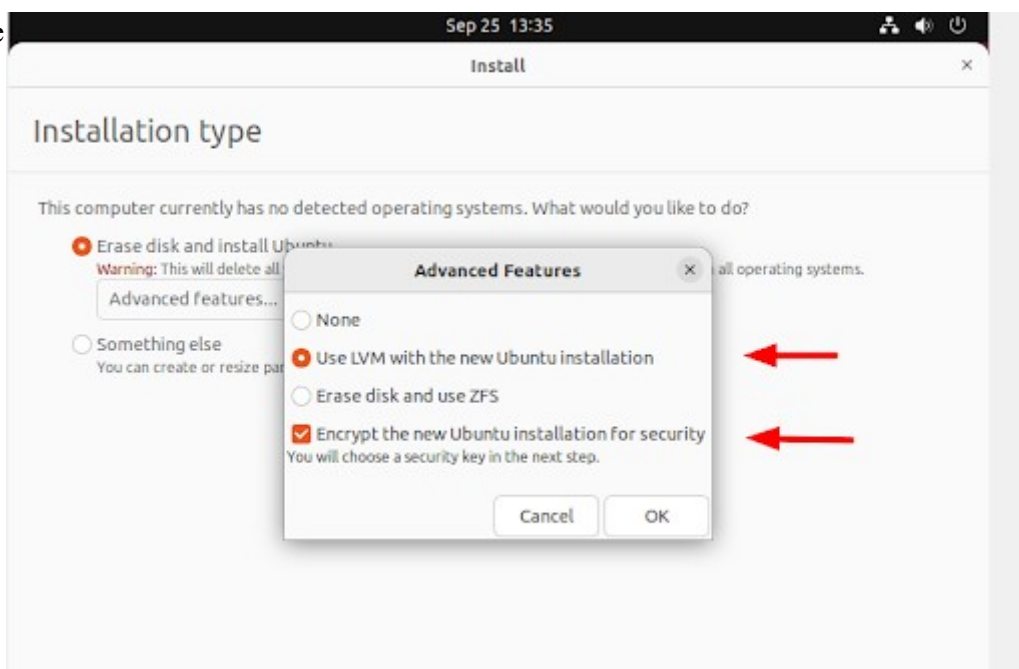 e
Sep 25 13:35
Install
Installation type
This computer currently has no detected operating systems. What would you like to do?
Erase disk and install Ubuntu
Warning: This will delete all
all operating systems.
Advanced features...
Something else
You can create or resize par
Advanced Features
None
Use LVM with the new Ubuntu installation
Erase disk and use ZFS
Encrypt the new Ubuntu installation for security
You will choose a security key in the next step.
Cancel
OK